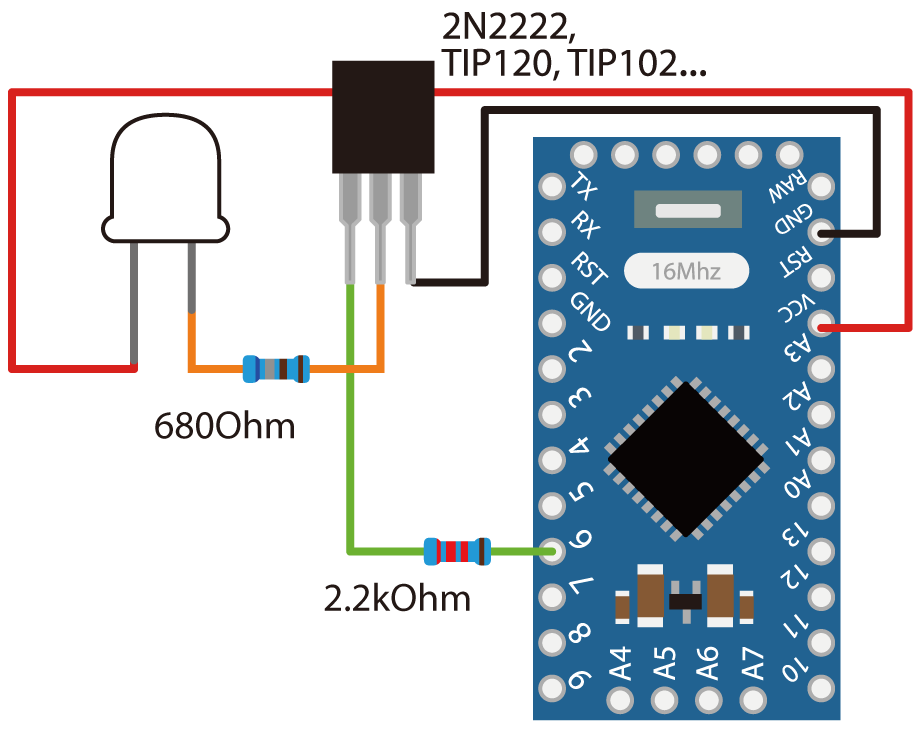 2N2222,
TIP120, TIP102...
680Ohm
2.2kOhm
16Mhz
TX
RX
RST
GND
2
3
4
5
6
7
8
9
RAW
GND
RST
VCC
A3
A2
A1
A0
13
12
11
10
A4 A5 A6 A7